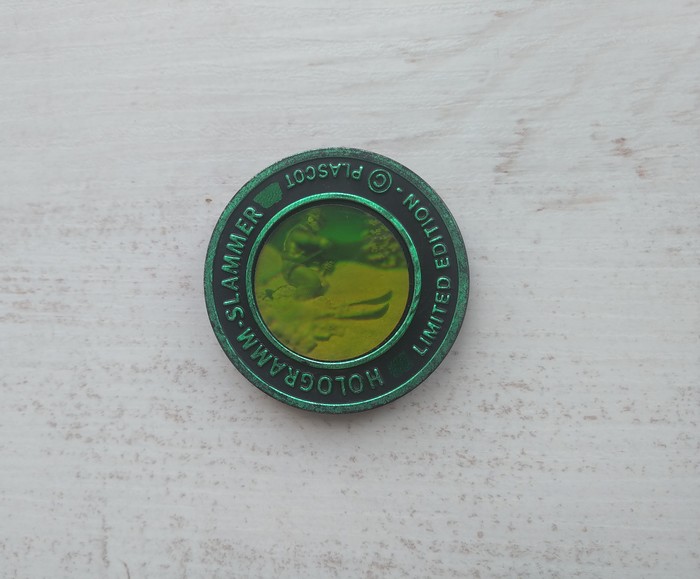 HOLOGRAMM-SLAMMER
© PLASCOT
LIMITED EDITION